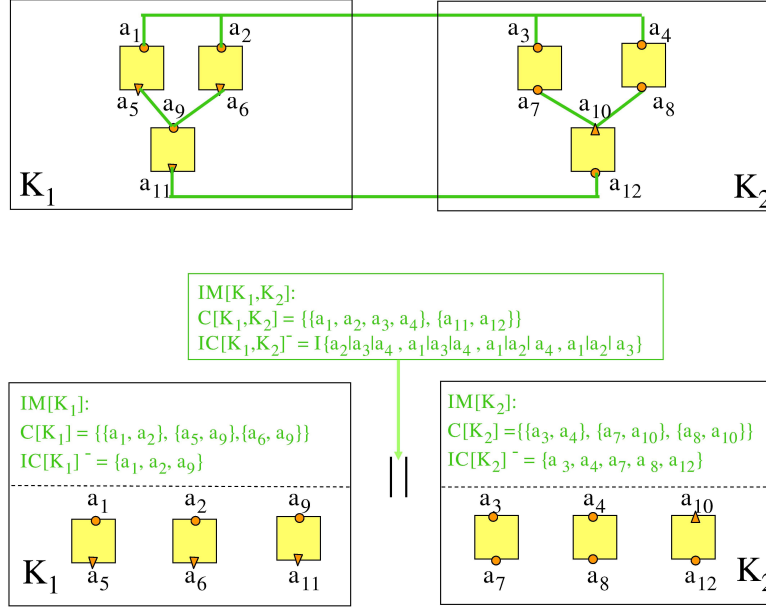 a₁ a₂ a₃ a₄
a₅ a₉ a₆ a₇ a₁₀ a₈
K₁ a₁₁ a₁₂ K₂
IM[K₁,K₂]:
C[K₁,K₂] = {{a₁, a₂, a₃, a₄}, {a₁₁, a₁₂}}
IC[K₁,K₂]⁻ = I{a₂|a₃|a₄ , a₁|a₃|a₄ , a₁|a₂| a₄ , a₁|a₂| a₃}
IM[K₁]:
C[K₁] = {{a₁, a₂}, {a₅, a₉},{a₆, a₉}}
IC[K₁] ⁻ = {a₁, a₂, a₉}
||
IM[K₂]:
C[K₂] ={{a₃, a₄}, {a₇, a₁₀}, {a₈, a₁₀}}
IC[K₂] ⁻ = {a ₃, a₄, a₇, a ₈, a₁₂}
a₁ a₂ a₉
K₁ a₅ a₆ a₁₁
a₃ a₄ a₁₀
a₇ a₈ a₁₂ K₂